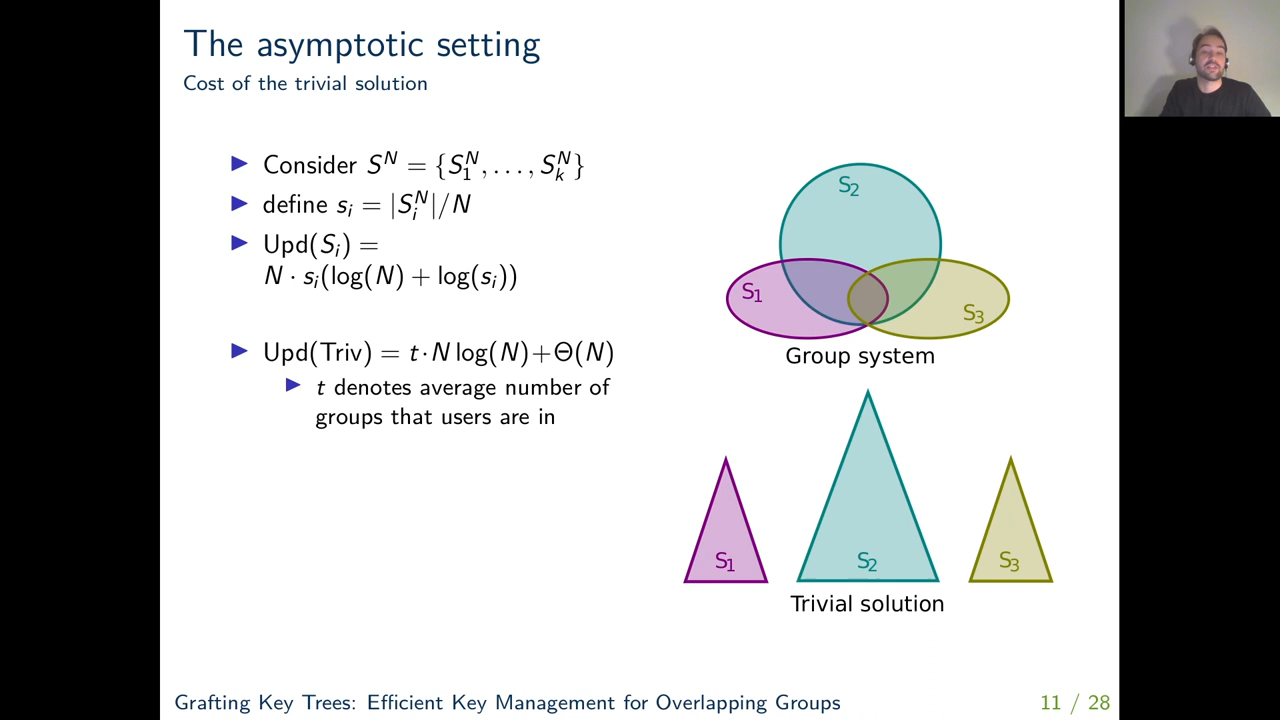 The asymptotic setting
Cost of the trivial solution
▶ Consider S^N = {S_1^N, . . . , S_k^N}
▶ define s_i = |S_i^N|/N
▶ Upd(S_i) =
N · s_i(log(N) + log(s_i))
▶ Upd(Triv) = t·N log(N)+Θ(N)
▶ t denotes average number of
groups that users are in
S_2
S_1
S_3
Group system
S_1
S_2
S_3
Trivial solution
Grafting Key Trees: Efficient Key Management for Overlapping Groups
11 / 28